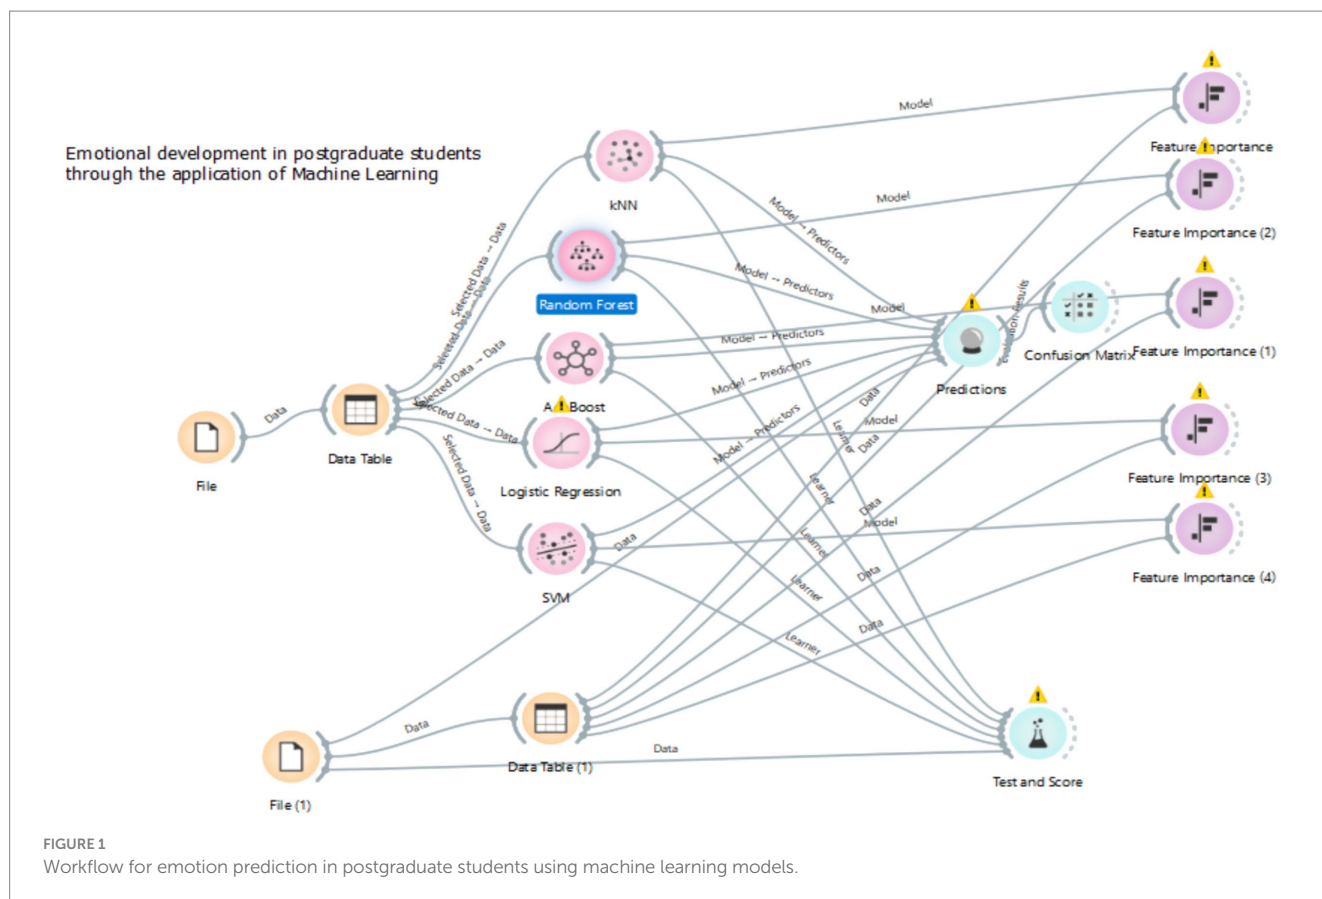 Emotional development in postgraduate students
through the application of Machine Learning
Model
Feature Importance
kNN
Model
Model → Predictors
Feature Importance (2)
Selected Data → Data
Selected Data → Data
Random Forest
Model → Predictors
Model
Evaluation Results
Model → Predictors
Confusion Matrix
Feature Importance (1)
Selected Data → Data
Model → Predictors
Predictions
AdaBoost
Data
Selected Data → Data
Data
Model
Learner
Data
File
Data Table
Selected Data → Data
Model → Predictors
Logistic Regression
Feature Importance (3)
Learner
Data
Model
Data
Learner
SVM
Data
Feature Importance (4)
Learner
Data
Learner
Data
Data
Data Table (1)
File (1)
Test and Score
FIGURE 1
Workflow for emotion prediction in postgraduate students using machine learning models.